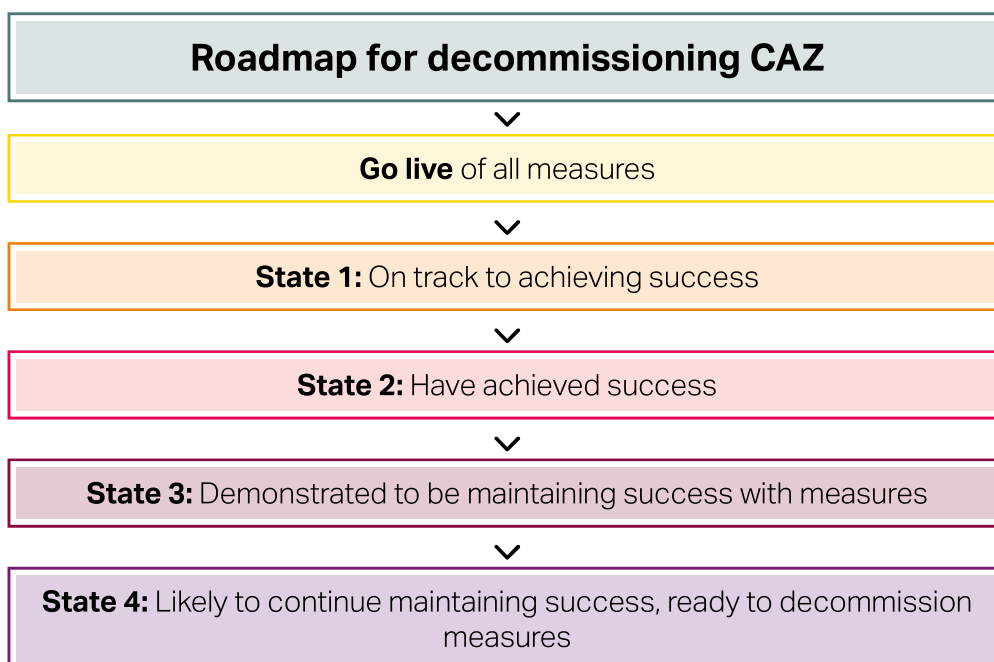 Roadmap for decommissioning CAZ
Go live of all measures
State 1: On track to achieving success
State 2: Have achieved success
State 3: Demonstrated to be maintaining success with measures
State 4: Likely to continue maintaining success, ready to decommission
measures